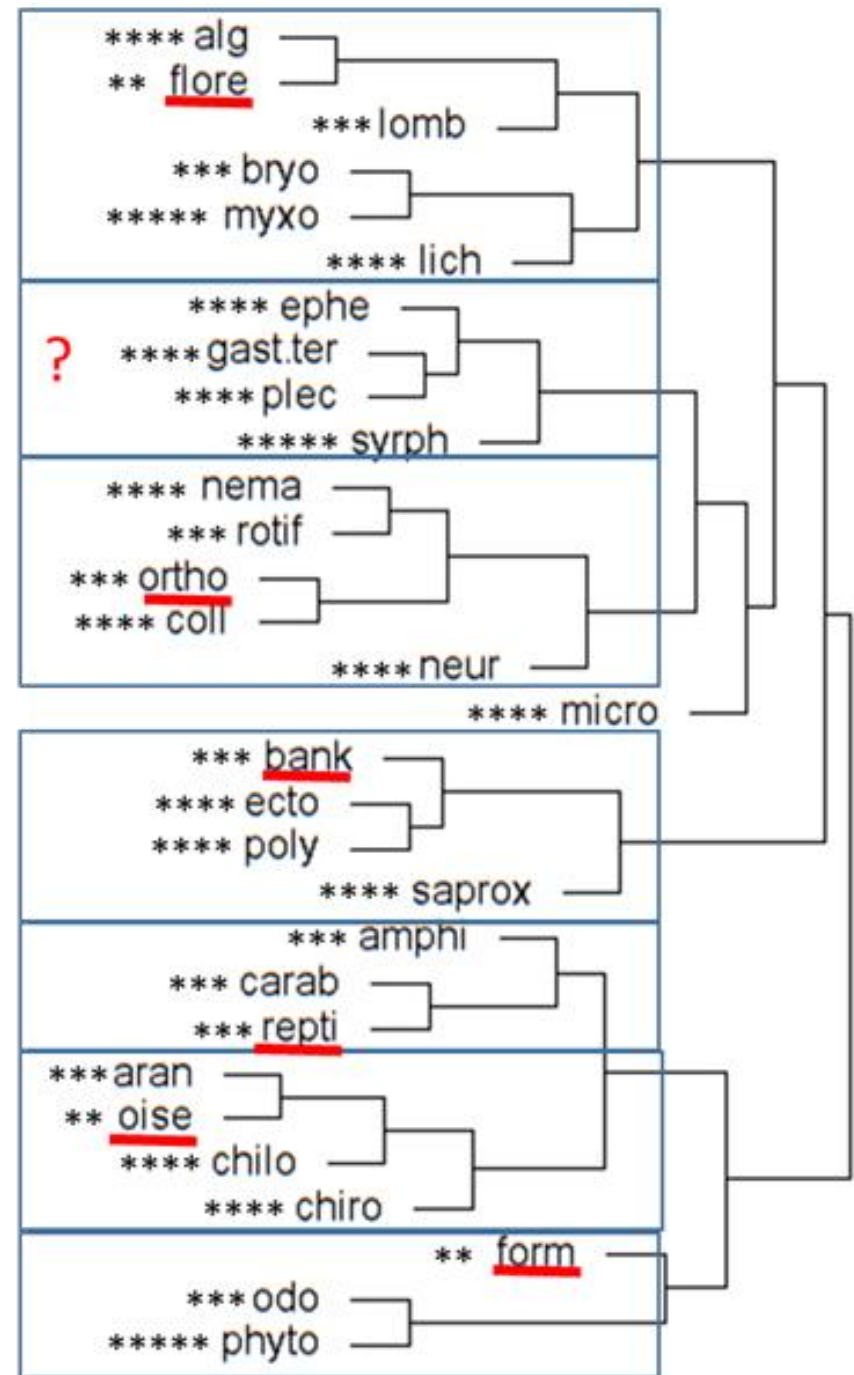 **** alg
** flore
*** lomb
*** bryo
***** myxo
**** lich
**** ephe
?
**** gast.ter
**** plec
***** syrph
**** nema
*** rotif
*** ortho
**** coll
**** neur
**** micro
*** bank
**** ecto
**** poly
**** saprox
*** amphi
*** carab
*** repti
*** aran
** oise
**** chilo
**** chiro
** form
*** odo
***** phyto